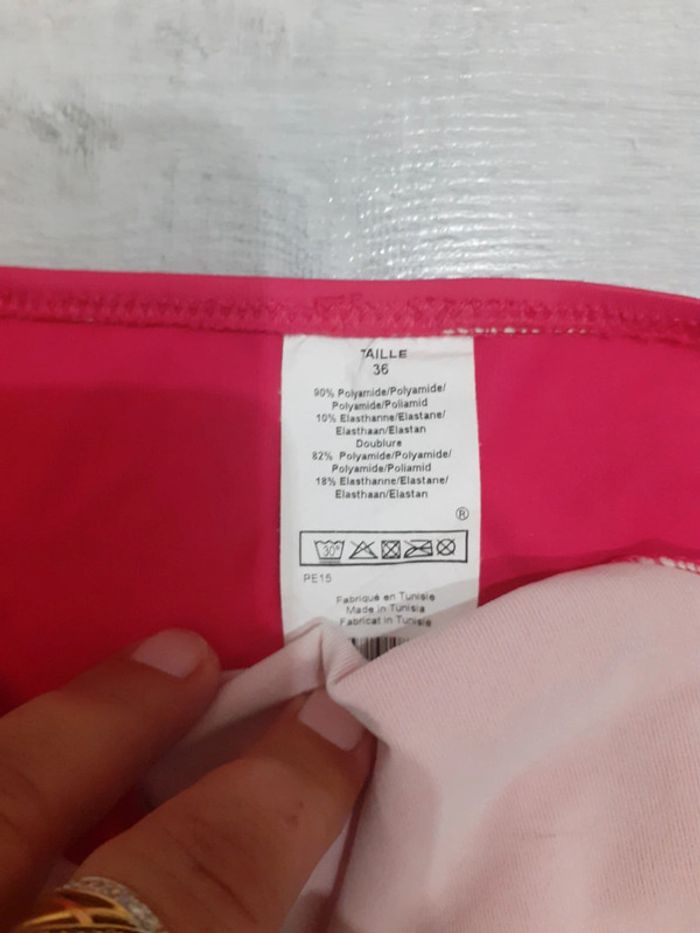 TAILLE
36
90% Polyamide/Polyamide/
Polyamide/Poliamid
10% Elasthanne/Elastane/
Elasthaan/Elastan
Doublure
82% Polyamide/Polyamide/
Polyamide/Poliamid
18% Elasthanne/Elastane/
Elasthaan/Elastan
®
30°
PE15
Fabriqué en Tunisie
Made in Tunisia
Fabricat in Tunisie